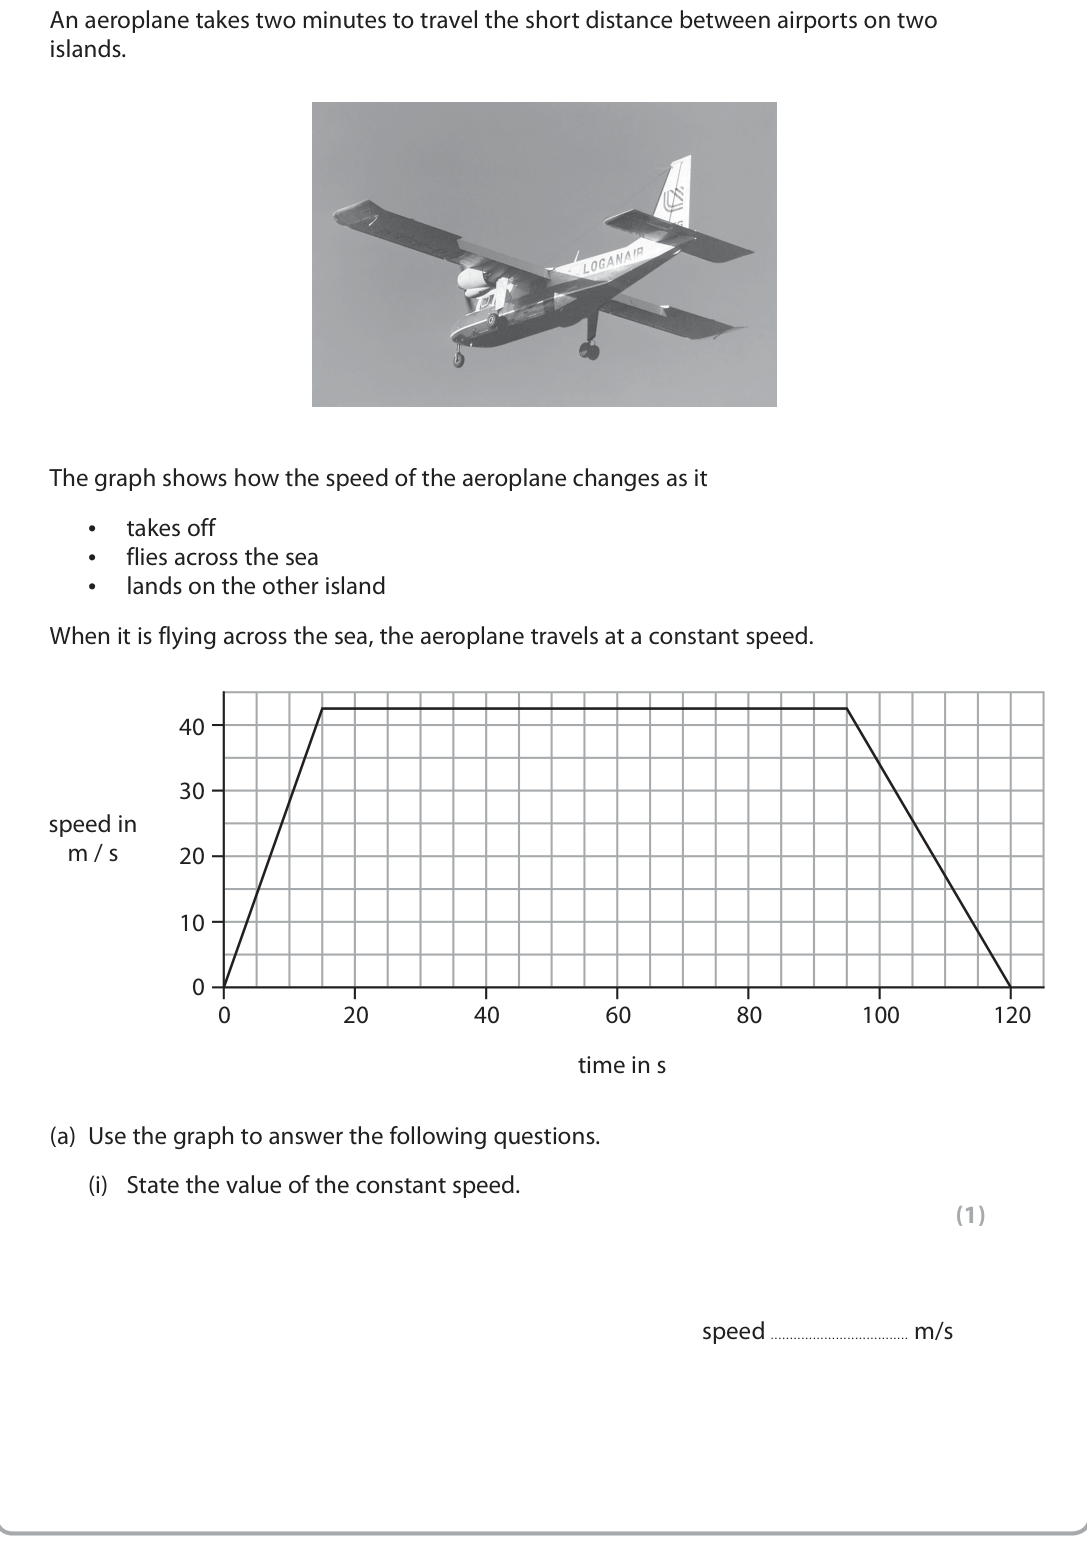 An aeroplane takes two minutes to travel the short distance between airports on two
islands.
LOGANAIR
The graph shows how the speed of the aeroplane changes as it
• takes off
• flies across the sea
• lands on the other island
When it is flying across the sea, the aeroplane travels at a constant speed.
40
30
speed in
m / s
20
10
0
0 20 40 60 80 100 120
time in s
(a) Use the graph to answer the following questions.
(i) State the value of the constant speed.
(1)
speed .................................... m/s